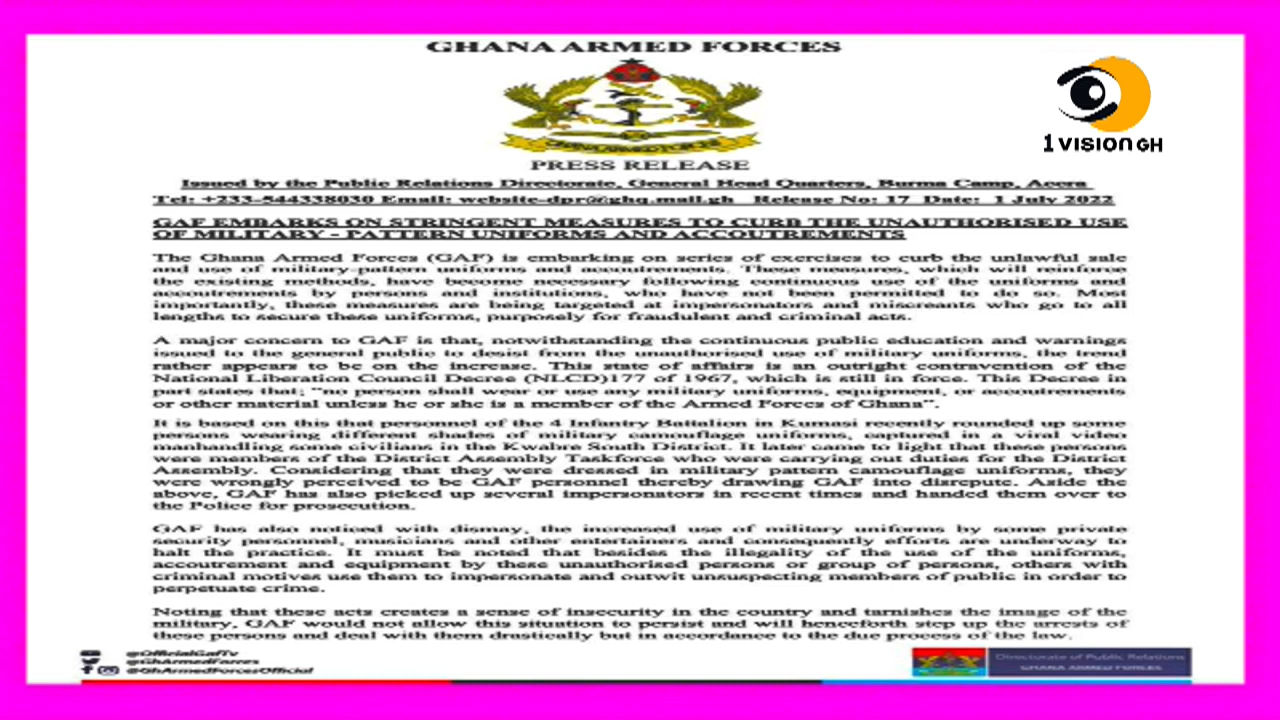 GHANA ARMED FORCES
GHANA ARMED FORCES
1 VISION GH
PRESS RELEASE
Issued by the Public Relations Directorate, General Head Quarters, Burma Camp, Accra
Tel: +233-544338030 Email: website-dpr@ghq.mail.gh Release No: 17 Date: 1 July 2022
GAF EMBARKS ON STRINGENT MEASURES TO CURB THE UNAUTHORISED USE
OF MILITARY - PATTERN UNIFORMS AND ACCOUTREMENTS
The Ghana Armed Forces (GAF) is embarking on series of exercises to curb the unlawful sale
and use of military-pattern uniforms and accoutrements. These measures, which will reinforce
the existing methods, have become necessary following continuous use of the uniforms and
accoutrements by persons and institutions, who have not been permitted to do so. Most
importantly, these measures are being targeted at impersonators and miscreants who go to all
lengths to secure these uniforms, purposely for fraudulent and criminal acts.
A major concern to GAF is that, notwithstanding the continuous public education and warnings
issued to the general public to desist from the unauthorised use of military uniforms, the trend
rather appears to be on the increase. This state of affairs is an outright contravention of the
National Liberation Council Decree (NLCD)177 of 1967, which is still in force. This Decree in
part states that; "no person shall wear or use any military uniforms, equipment, or accoutrements
or other material unless he or she is a member of the Armed Forces of Ghana".
It is based on this that personnel of the 4 Infantry Battalion in Kumasi recently rounded up some
persons wearing different shades of military camouflage uniforms, captured in a viral video
manhandling some civilians in the Kwabre South District. It later came to light that these persons
were members of the District Assembly Taskforce who were carrying out duties for the District
Assembly. Considering that they were dressed in military pattern camouflage uniforms, they
were wrongly perceived to be GAF personnel thereby drawing GAF into disrepute. Aside the
above, GAF has also picked up several impersonators in recent times and handed them over to
the Police for prosecution.
GAF has also noticed with dismay, the increased use of military uniforms by some private
security personnel, musicians and other entertainers and consequently efforts are underway to
halt the practice. It must be noted that besides the illegality of the use of the uniforms,
accoutrement and equipment by these unauthorised persons or group of persons, others with
criminal motives use them to impersonate and outwit unsuspecting members of public in order to
perpetuate crime.
Noting that these acts creates a sense of insecurity in the country and tarnishes the image of the
military, GAF would not allow this situation to persist and will henceforth step up the arrests of
these persons and deal with them drastically but in accordance to the due process of the law.
@OfficialGafTv
@GhArmedForces
@GhArmedForcesOfficial
Directorate of Public Relations
GHANA ARMED FORCES